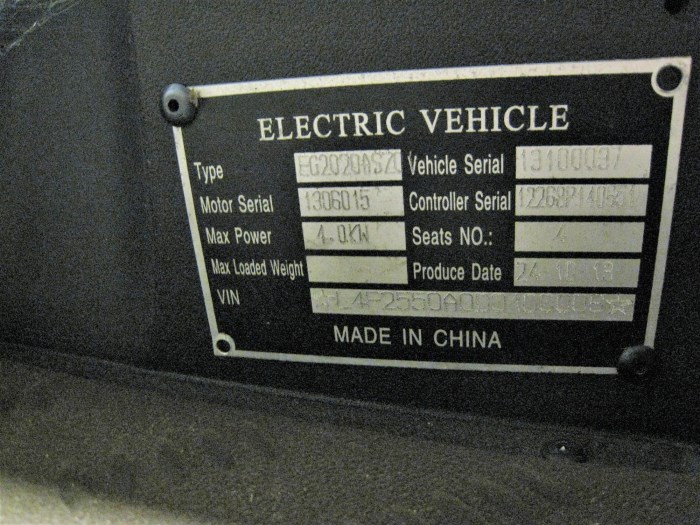 ELECTRIC VEHICLE
Type EG2020ASZ Vehicle Serial 13100037
Motor Serial 1306015 Controller Serial
Max Power 4.0KW Seats NO.: 4
Max Loaded Weight Produce Date
VIN
MADE IN CHINA